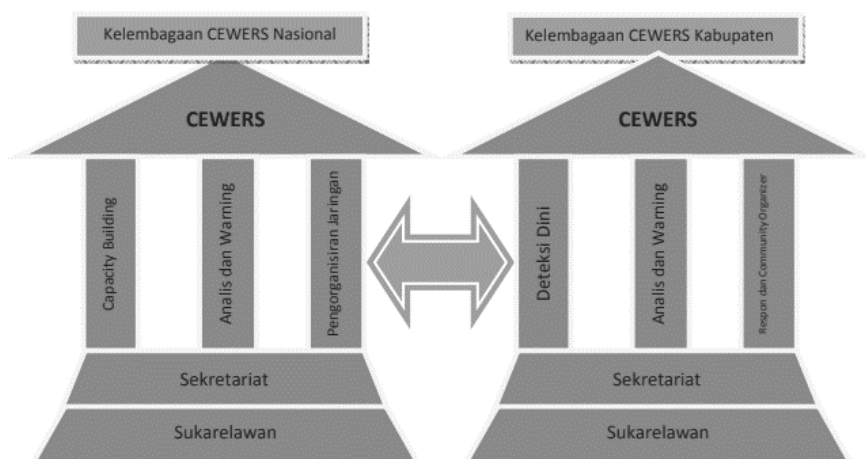 Kelembagaan CEWERS Nasional
CEWERS
Capacity Building
Analis dan Warning
Pengorganisiran Jaringan
Sekretariat
Sukarelawan
Kelembagaan CEWERS Kabupaten
CEWERS
Deteksi Dini
Analis dan Warning
Respon dan Community Organizer
Sekretariat
Sukarelawan